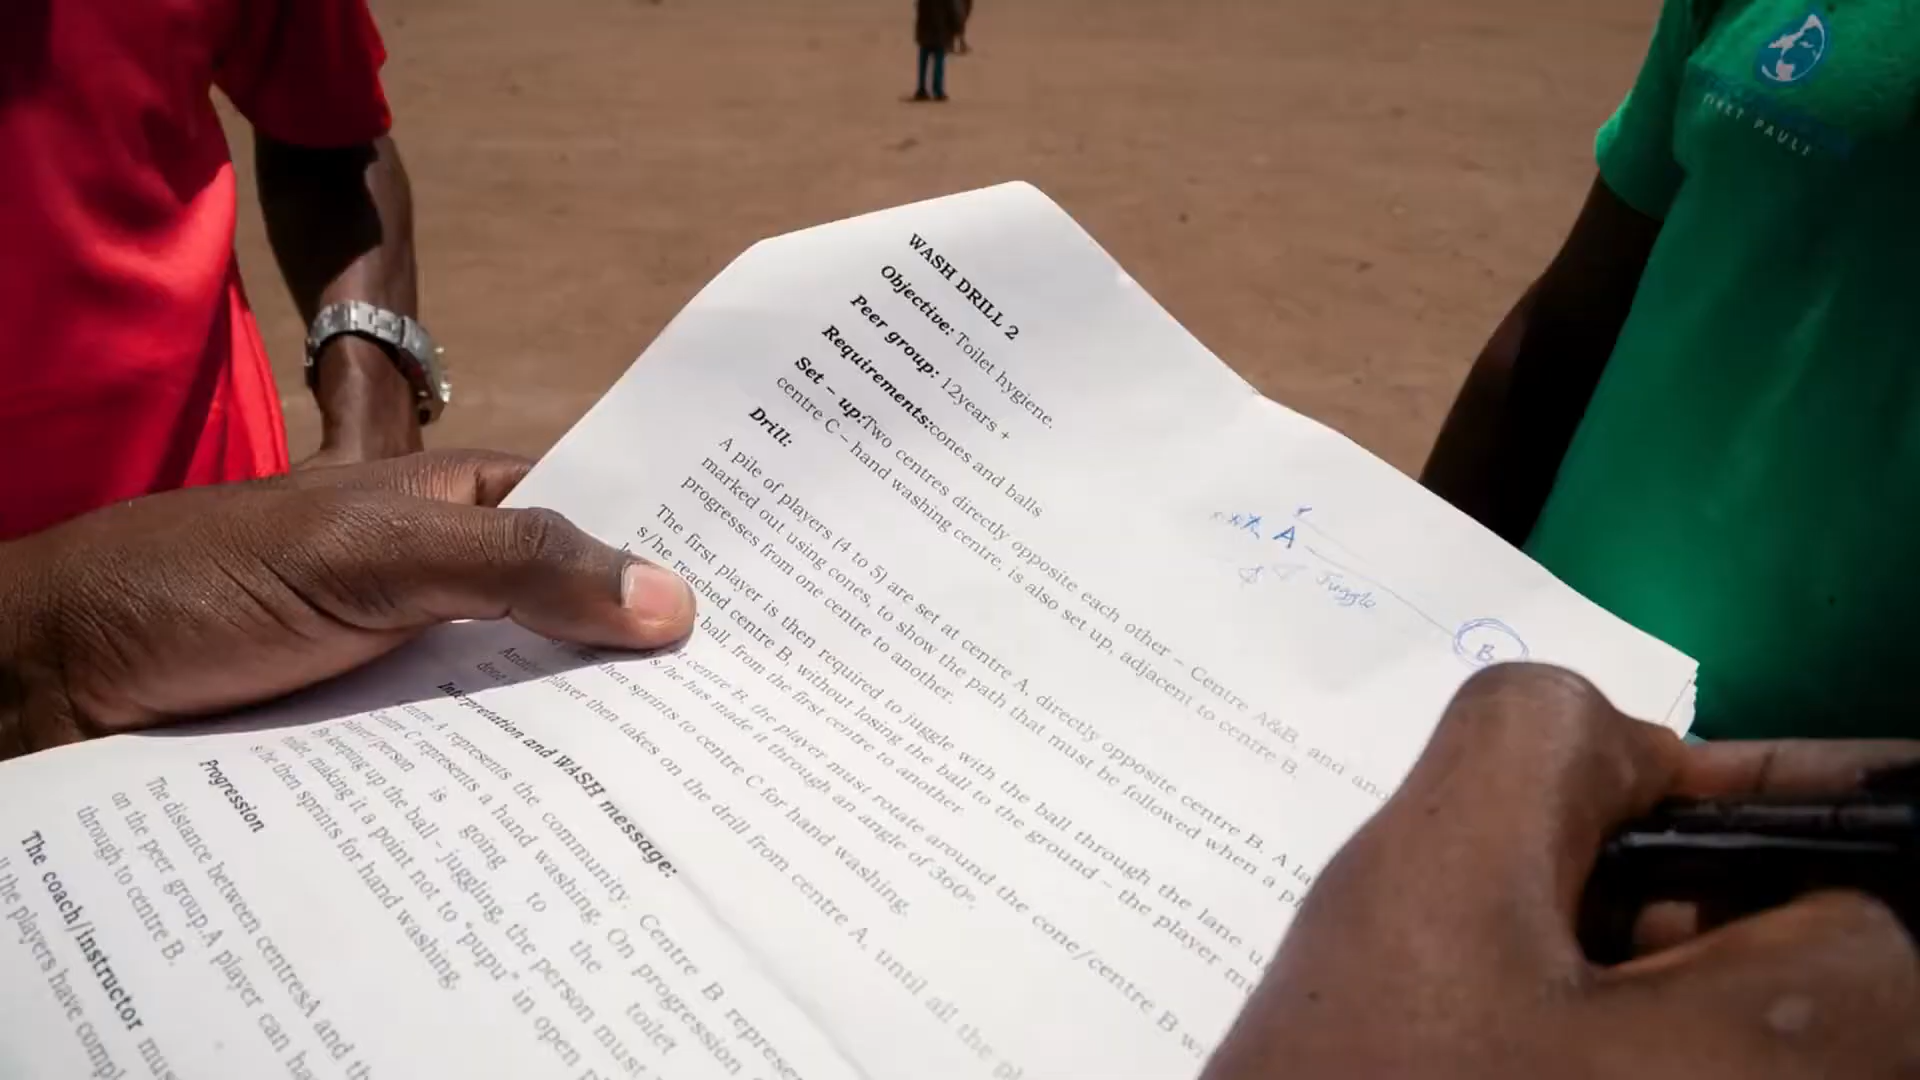 WASH DRILL 2
Objective: Toilet hygiene.
Peer group: 12years +
Requirements:cones and balls
Set – up:Two centres directly opposite each other – Centre A&B, and
centre C – hand washing centre, is also set up, adjacent to centre B.
Drill:
A pile of players (4 to 5) are set at centre A, directly opposite centre B. A
marked out using cones, to show the path that must be followed when a
progresses from one centre to another.
The first player is then required to juggle with the ball through the lane
s/he reached centre B, without losing the ball to the ground – the player
ball, from the first centre to another.
centre B, the player must rotate around the cone/centre B
s/he has made it through an angle of 360°.
then sprints to centre C for hand washing.
player then takes on the drill from centre A, until all the
Interpretation and WASH message:
A represents the community. Centre B
Centre C represents a hand washing. On progression
player/person is going to the toilet
By keeping up the ball – juggling, the person must
toilet, making it a point not to "pupu" in open
s/he then sprints for hand washing.
Progression
The distance between centresA and
on the peer group.A player can
through to centre B.
The coach/instructor
the players have
A
Juggle
B
PAULI